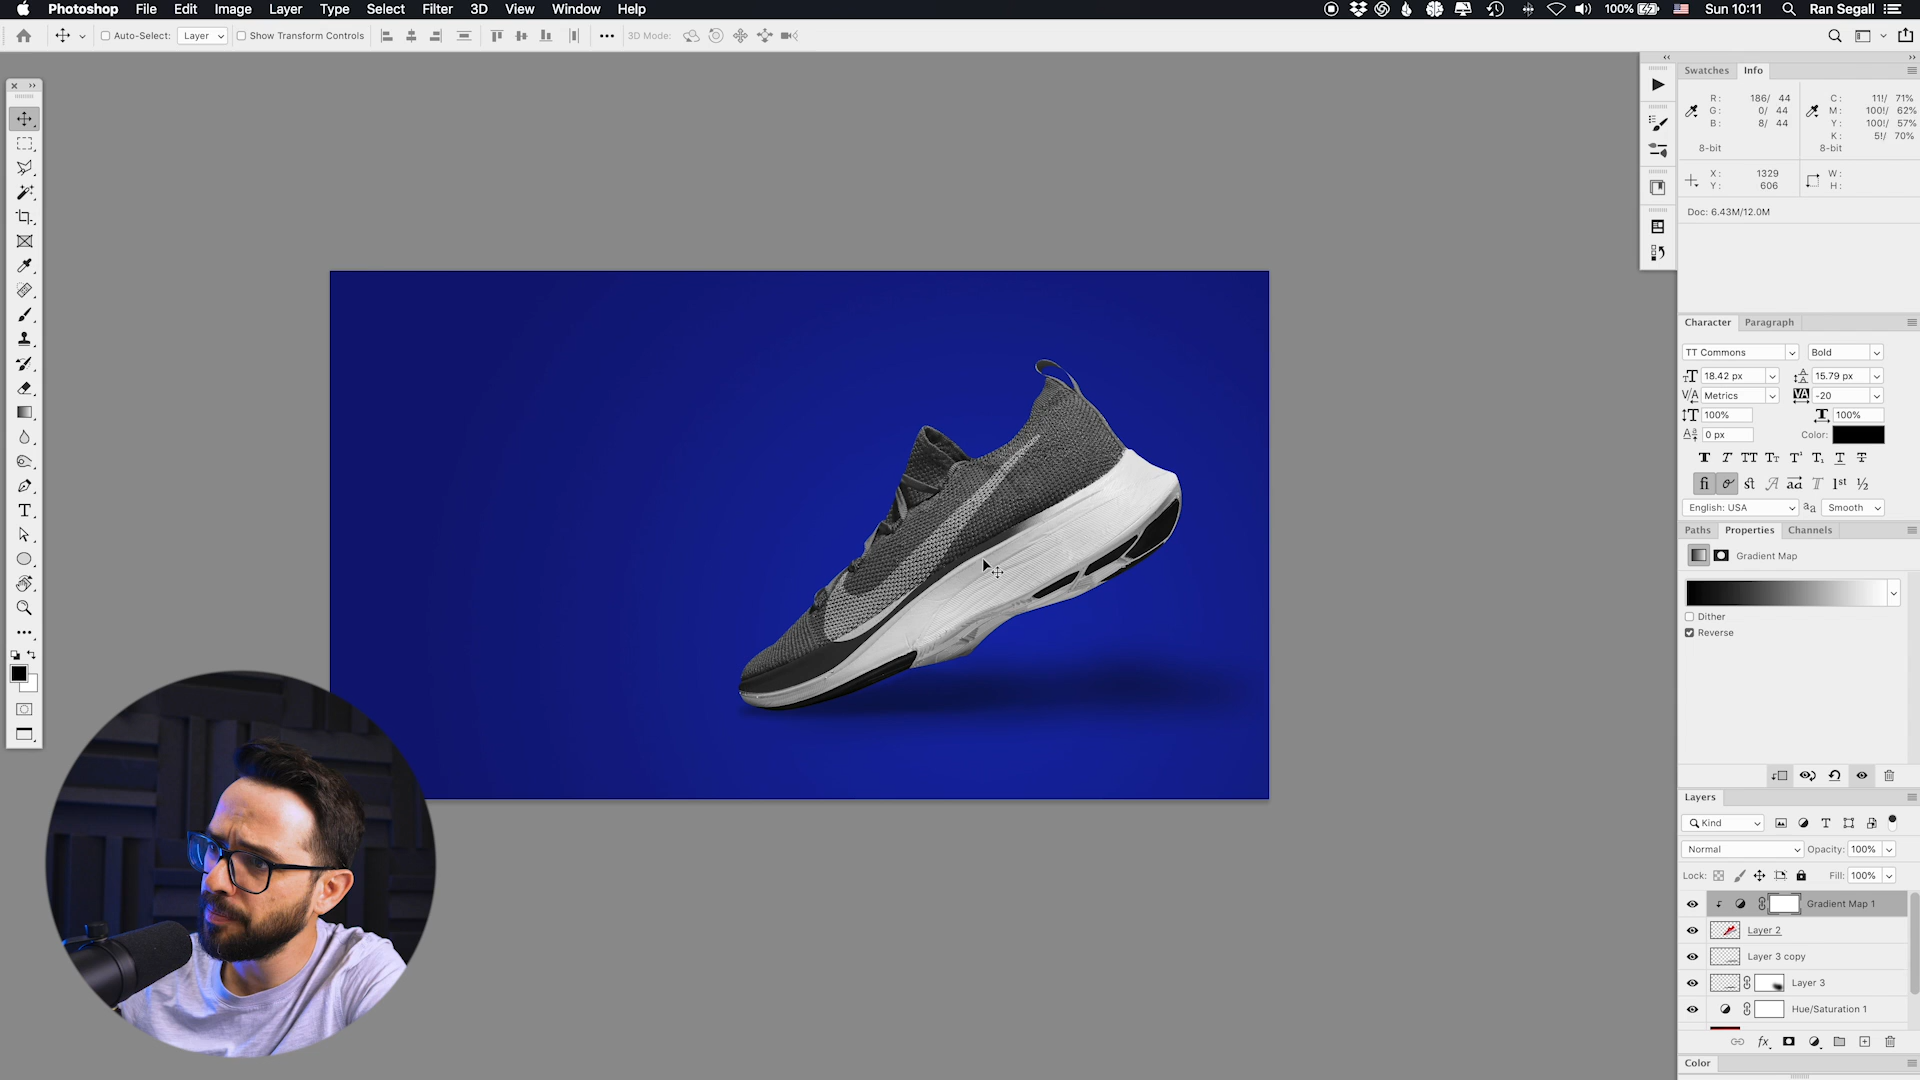 Photoshop File Edit Image Layer Type Select Filter 3D View Window Help 100% Sun 10:11 Ran Segall
Auto-Select: Layer Show Transform Controls 3D Mode:
Swatches Info
R: 186/ 44 C: 11!/ 71%
G: 0/ 44 M: 100!/ 62%
B: 8/ 44 Y: 100!/ 57%
K: 5!/ 70%
8-bit 8-bit
X: 1329 W:
Y: 606 H:
Doc: 6.43M/12.0M
Character Paragraph
TT Commons Bold
18.42 px 15.79 px
Metrics -20
100% 100%
0 px Color:
English: USA Smooth
Paths Properties Channels
Gradient Map
Dither
Reverse
Layers
Kind
Normal Opacity: 100%
Lock: Fill: 100%
Gradient Map 1
Layer 2
Layer 3 copy
Layer 3
Hue/Saturation 1
fx
Color